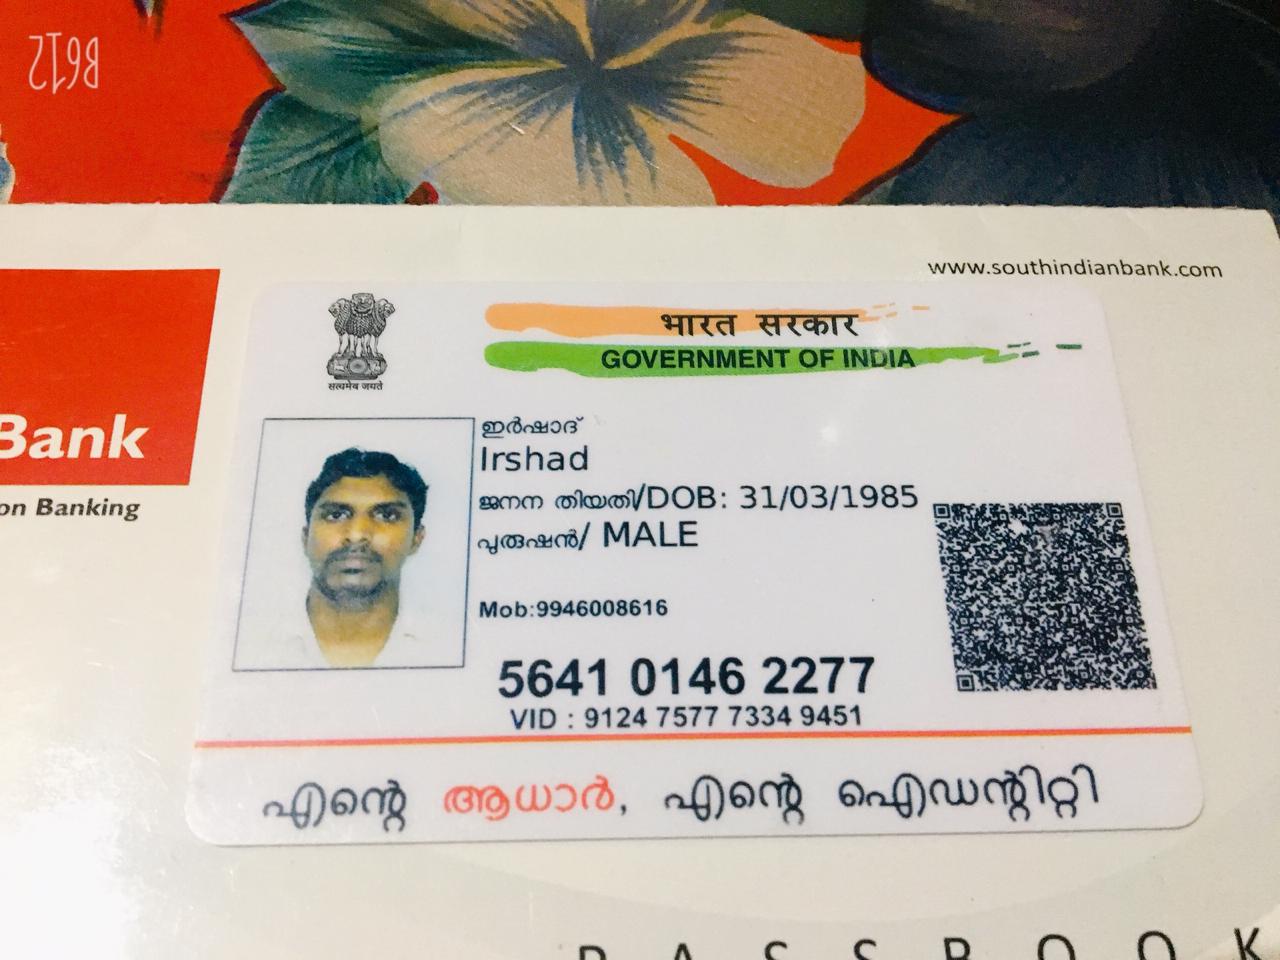 B612
www.southindianbank.com
Bank
on Banking
भारत सरकार
GOVERNMENT OF INDIA
सत्यमेव जयते
ഇർഷാദ്
Irshad
ജനന തിയതി/DOB: 31/03/1985
പുരുഷൻ/ MALE
Mob:9946008616
5641 0146 2277
VID : 9124 7577 7334 9451
എന്റെ ആധാർ, എന്റെ ഐഡന്റിറ്റി
PASSBOOK